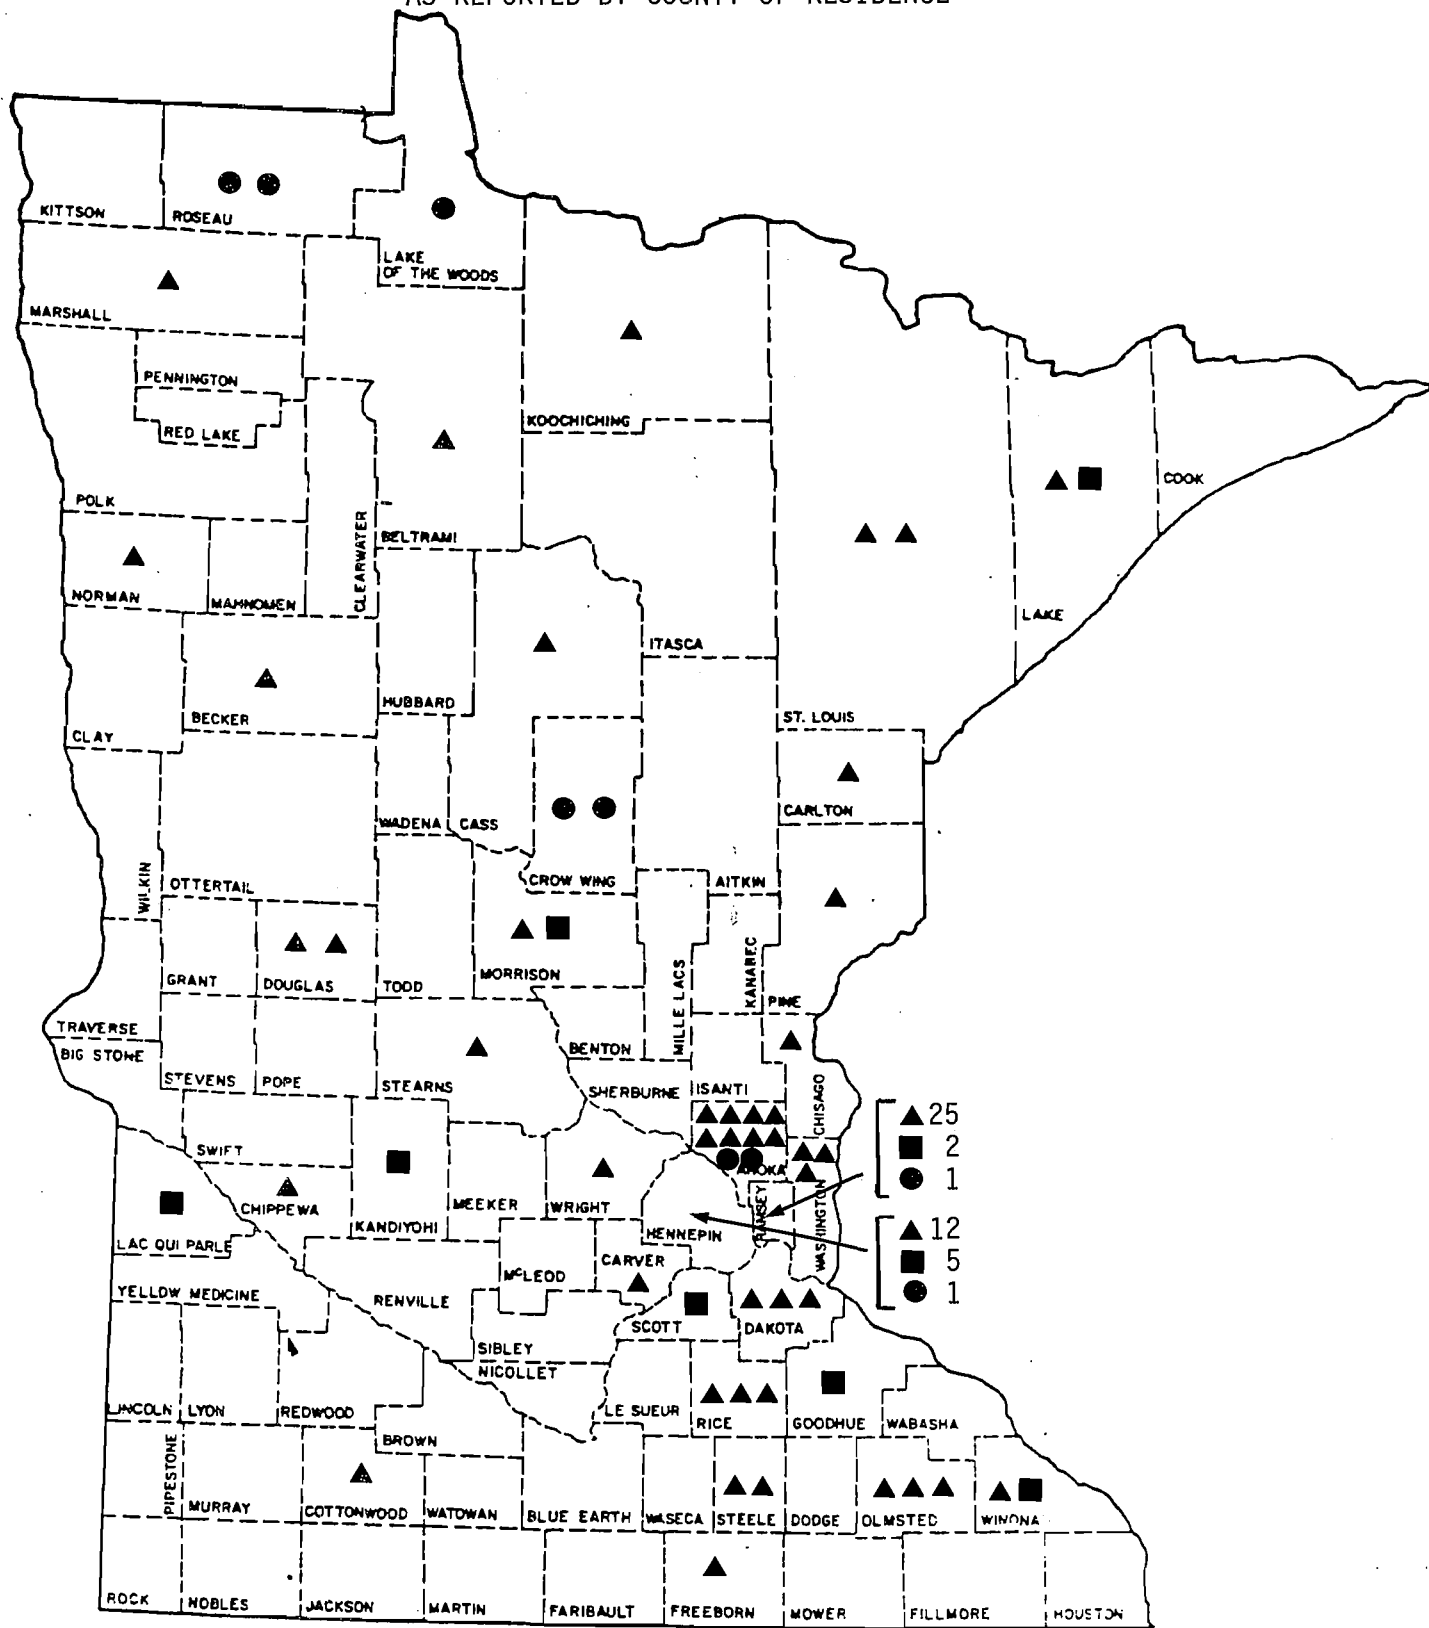 AS REPORTED BY COUNTY OF RESIDENCE
KITTSON
ROSEAU
LAKE
OF THE WOODS
MARSHALL
PENNINGTON
RED LAKE
KOOCHICHING
COOK
POLK
CLEARWATER
BELTRAMI
NORMAN
MAHNOMEN
LAKE
ITASCA
HUBBARD
BECKER
ST. LOUIS
CLAY
WADENA
CASS
CARLTON
WILKIN
OTTERTAIL
CROW WING
AITKIN
GRANT
DOUGLAS
TODD
MORRISON
MILLE LACS
KANABEC
PINE
TRAVERSE
BIG STONE
BENTON
STEVENS
POPE
STEARNS
SHERBURNE
ISANTI
CHISAGO
25
2
1
SWIFT
ANOKA
CHIPPEWA
KANDIYOHI
MEEKER
WRIGHT
HENNEPIN
RAMSEY
WASHINGTON
12
5
1
LAC QUI PARLE
MCLEOD
CARVER
YELLOW MEDICINE
RENVILLE
SCOTT
DAKOTA
SIBLEY
NICOLLET
LINCOLN
LYON
REDWOOD
LE SUEUR
RICE
GOODHUE
WABASHA
BROWN
PIPESTONE
MURRAY
COTTONWOOD
WATOWAN
BLUE EARTH
WASECA
STEELE
DODGE
OLMSTED
WINONA
ROCK
NOBLES
JACKSON
MARTIN
FARIBAULT
FREEBORN
MOWER
FILLMORE
HOUSTON